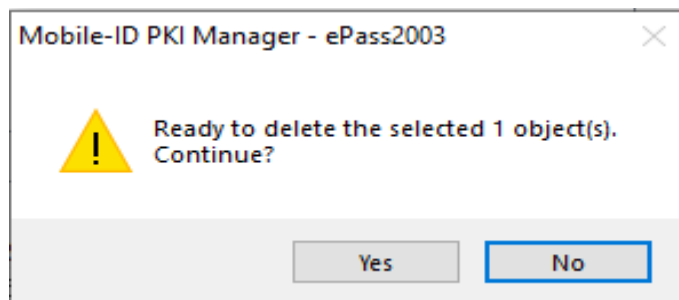 Mobile-ID PKI Manager - ePass2003
Ready to delete the selected 1 object(s).
Continue?
Yes
No